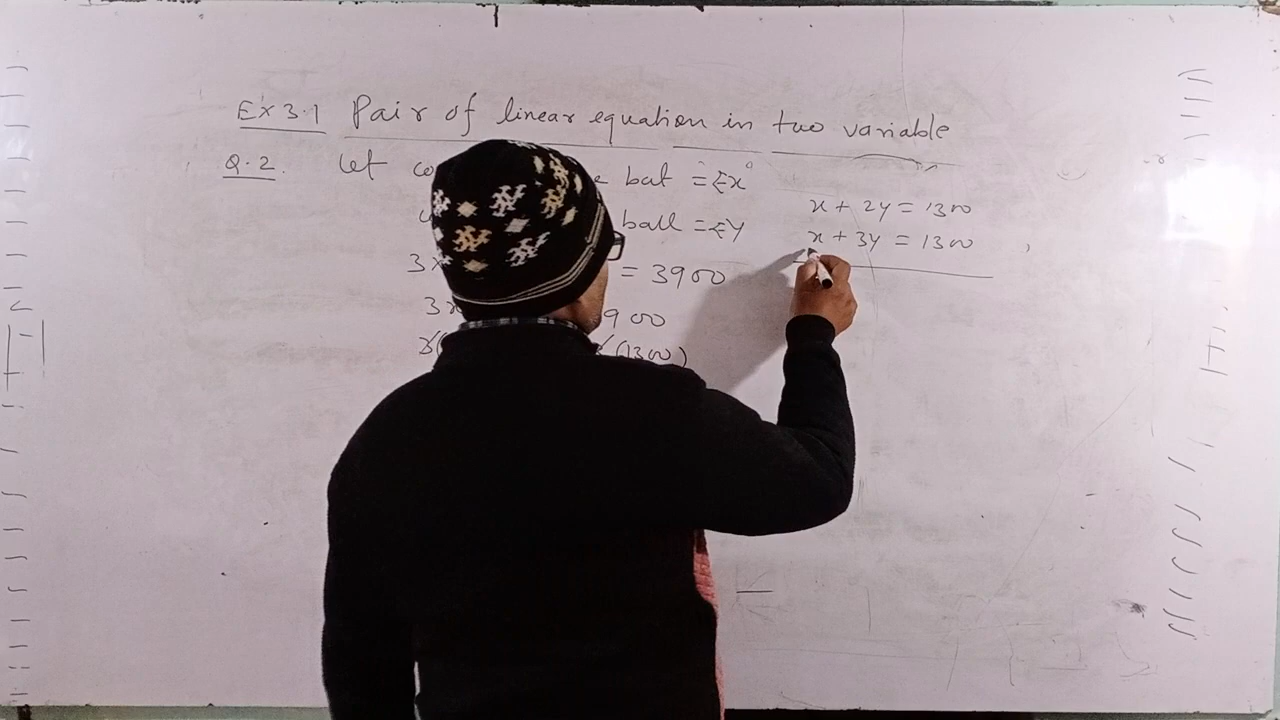 Ex 3.1 Pair of linear equation in two variable
Q.2. Let bat = ₹x
ball = ₹y
3x = 3900
3x 900
3( (1300)
x + 2y = 1300
x + 3y = 1300